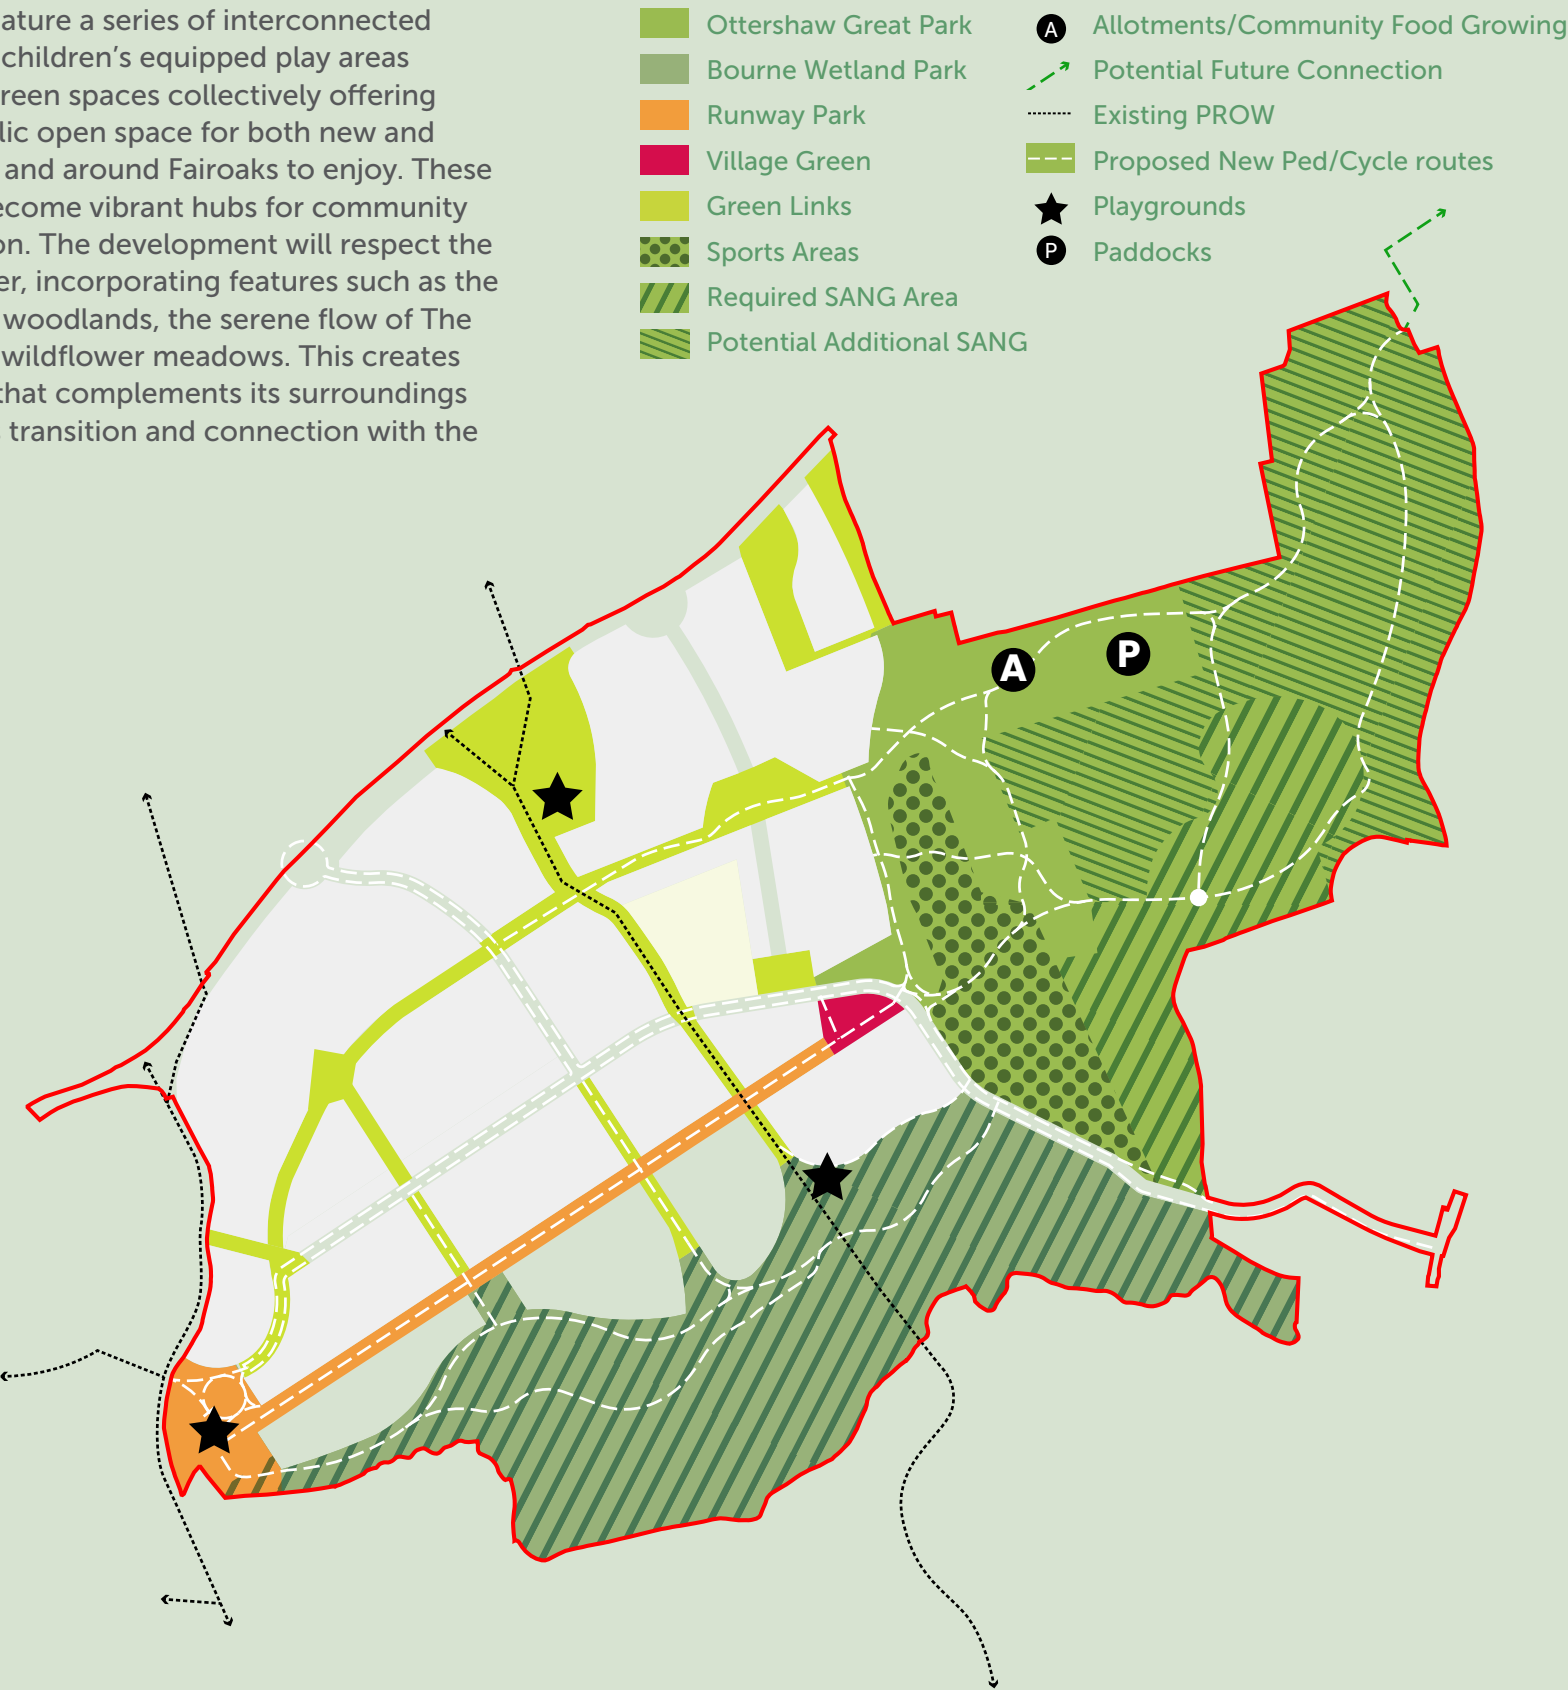 ature a series of interconnected
children’s equipped play areas
reen spaces collectively offering
lic open space for both new and
and around Fairoaks to enjoy. These
ecome vibrant hubs for community
on. The development will respect the
er, incorporating features such as the
woodlands, the serene flow of The
wildflower meadows. This creates
that complements its surroundings
transition and connection with the
Ottershaw Great Park
Bourne Wetland Park
Runway Park
Village Green
Green Links
Sports Areas
Required SANG Area
Potential Additional SANG
A Allotments/Community Food Growing
Potential Future Connection
Existing PROW
Proposed New Ped/Cycle routes
Playgrounds
P Paddocks
A
P